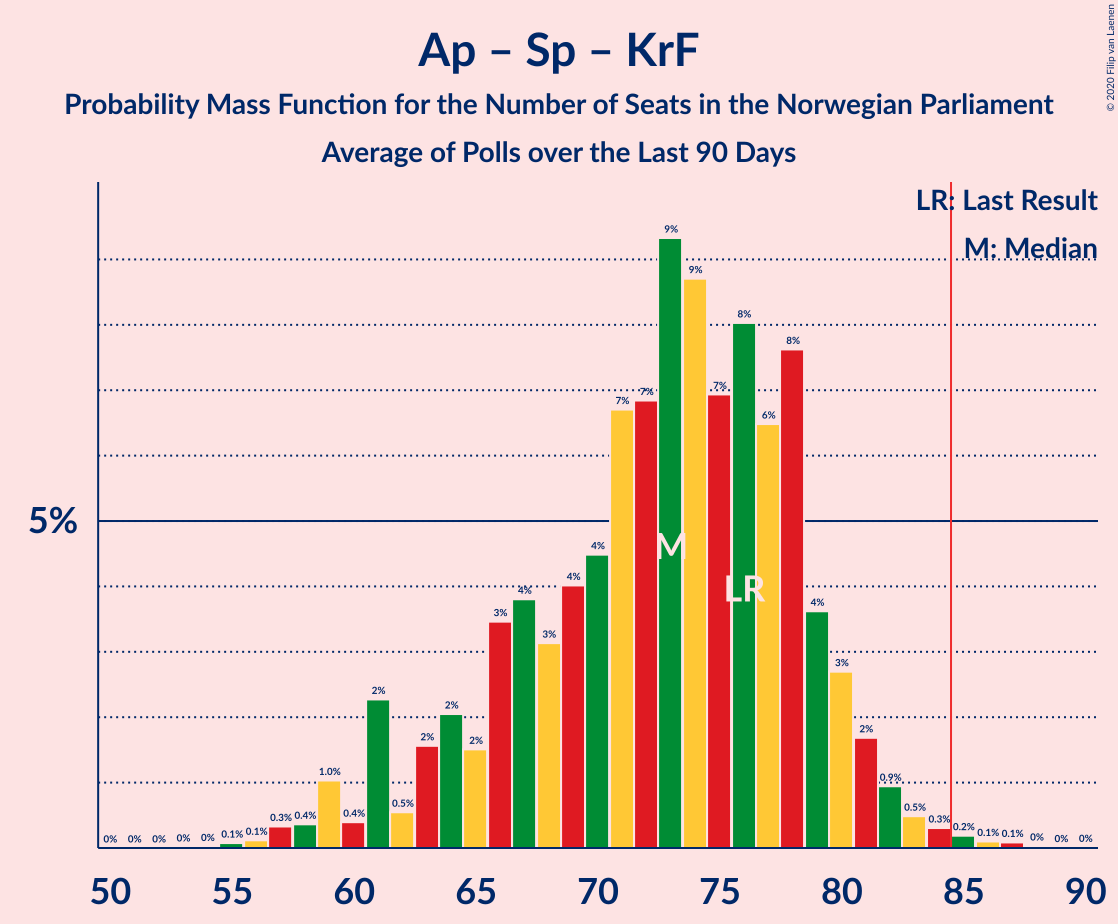 Ap – Sp – KrF
Probability Mass Function for the Number of Seats in the Norwegian Parliament
Average of Polls over the Last 90 Days
© 2020 Filip van Laenen
LR: Last Result
M: Median
5%
0% 0% 0% 0% 0% 0.1% 0.1% 0.3% 0.4% 1.0% 0.4% 2% 0.5% 2% 2% 2% 3% 4% 3% 4% 4% 7% 7% 9% 9% 7% 8% 6% 8% 4% 3% 2% 0.9% 0.5% 0.3% 0.2% 0.1% 0.1% 0% 0% 0%
M
LR
50 55 60 65 70 75 80 85 90